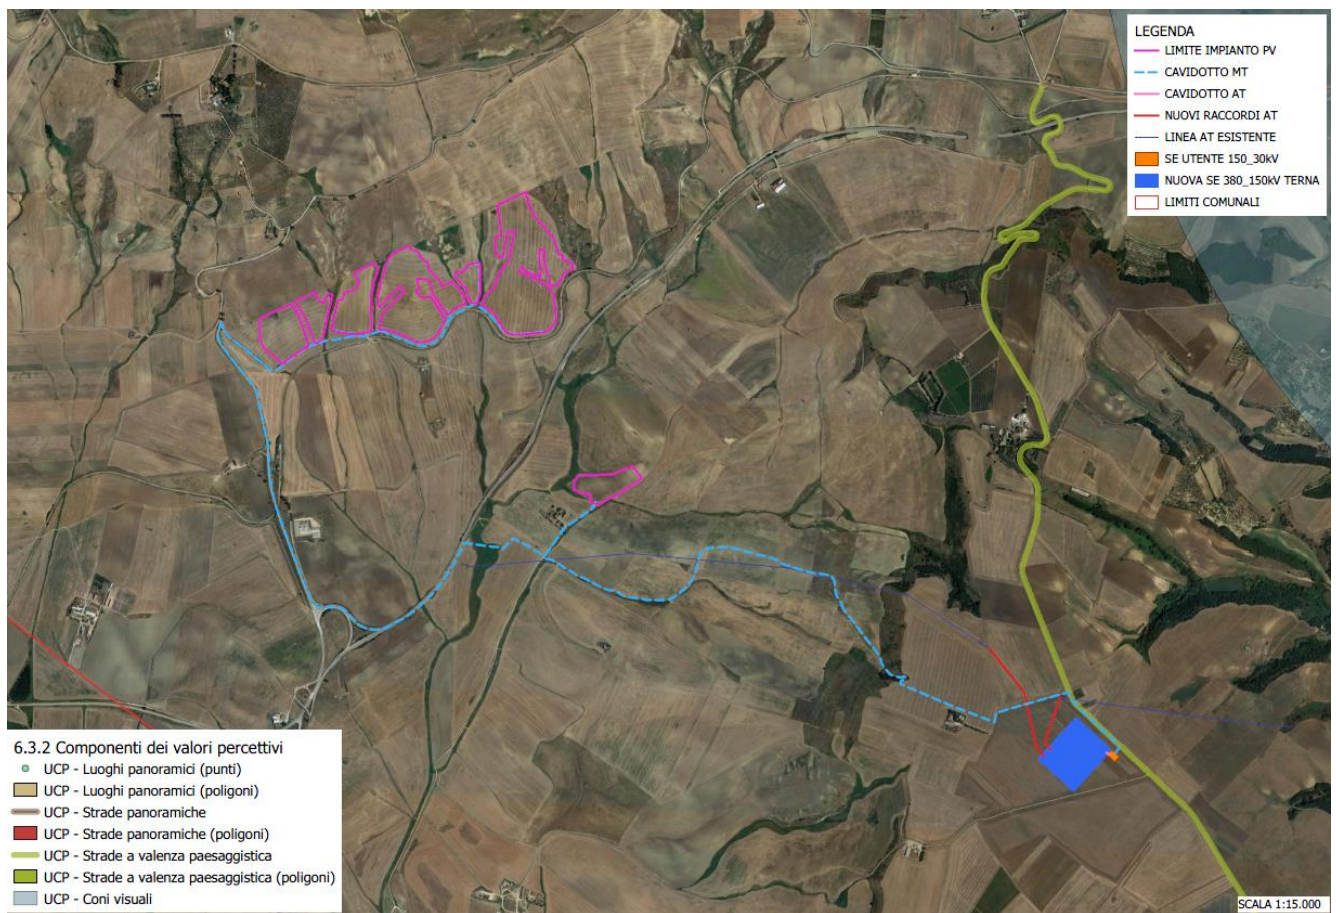 LEGENDA
LIMITE IMPIANTO PV
CAVIDOTTO MT
CAVIDOTTO AT
NUOVI RACCORDI AT
LINEA AT ESISTENTE
SE UTENTE 150_30kV
NUOVA SE 380_150kV TERNA
LIMITI COMUNALI
6.3.2 Componenti dei valori percettivi
UCP - Luoghi panoramici (punti)
UCP - Luoghi panoramici (poligoni)
UCP - Strade panoramiche
UCP - Strade panoramiche (poligoni)
UCP - Strade a valenza paesaggistica
UCP - Strade a valenza paesaggistica (poligoni)
UCP - Coni visuali
SCALA 1:15.000